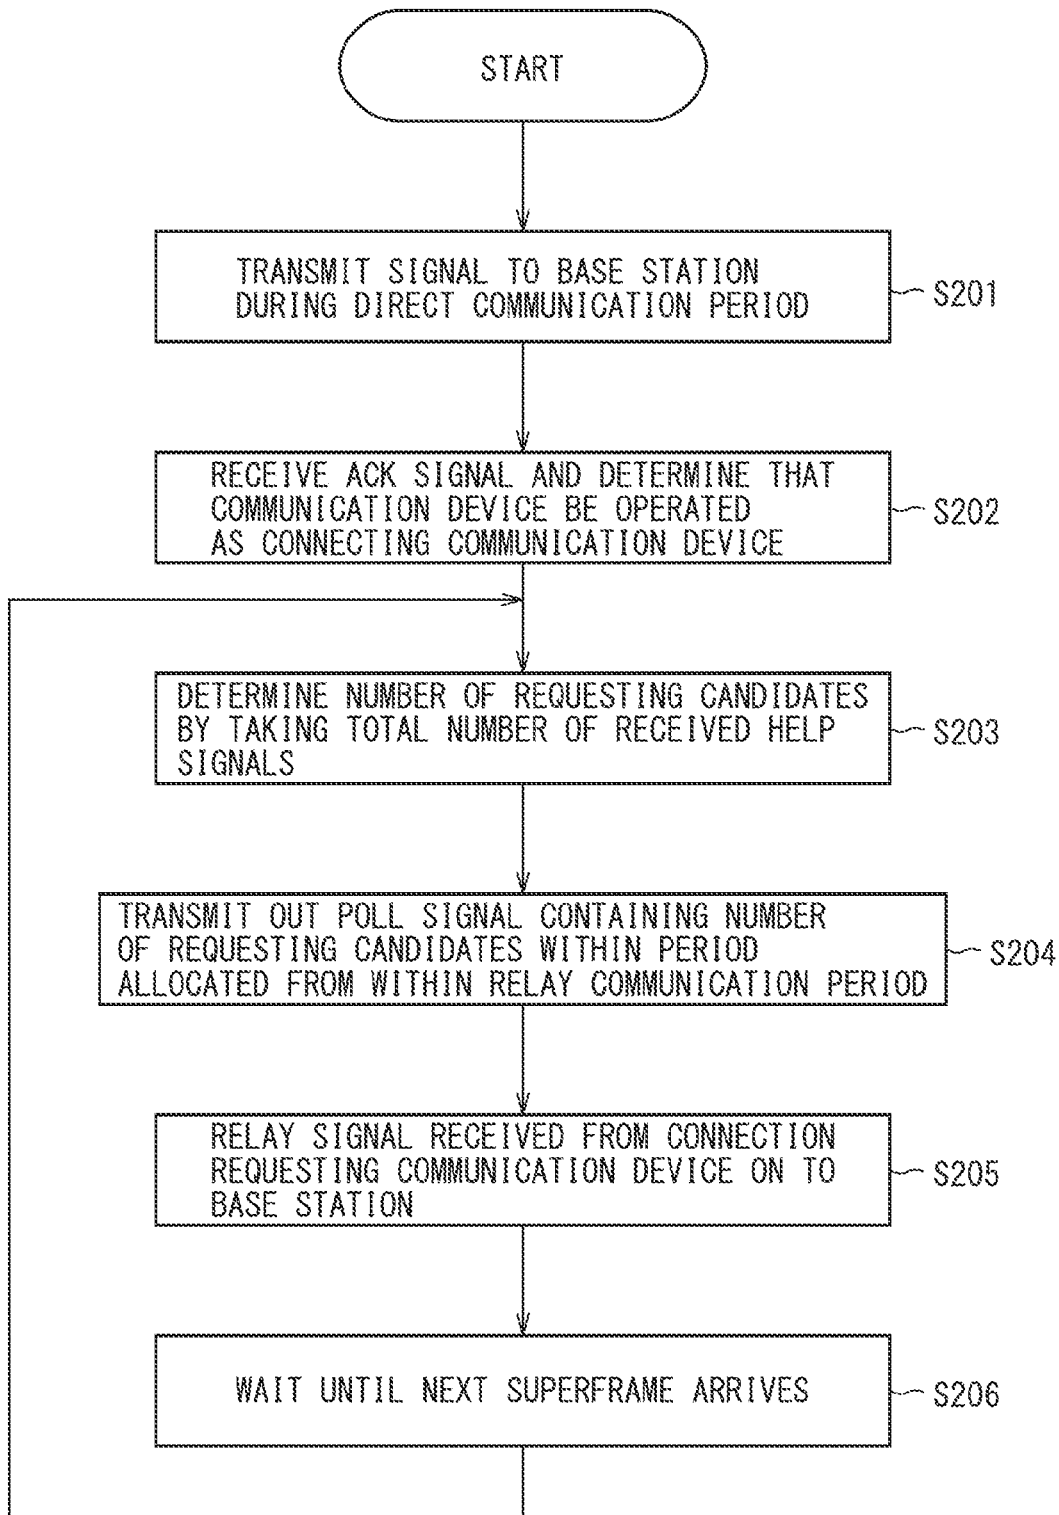 START
TRANSMIT SIGNAL TO BASE STATION
DURING DIRECT COMMUNICATION PERIOD
S201
RECEIVE ACK SIGNAL AND DETERMINE THAT
COMMUNICATION DEVICE BE OPERATED
AS CONNECTING COMMUNICATION DEVICE
S202
DETERMINE NUMBER OF REQUESTING CANDIDATES
BY TAKING TOTAL NUMBER OF RECEIVED HELP
SIGNALS
S203
TRANSMIT OUT POLL SIGNAL CONTAINING NUMBER
OF REQUESTING CANDIDATES WITHIN PERIOD
ALLOCATED FROM WITHIN RELAY COMMUNICATION PERIOD
S204
RELAY SIGNAL RECEIVED FROM CONNECTION
REQUESTING COMMUNICATION DEVICE ON TO
BASE STATION
S205
WAIT UNTIL NEXT SUPERFRAME ARRIVES
S206